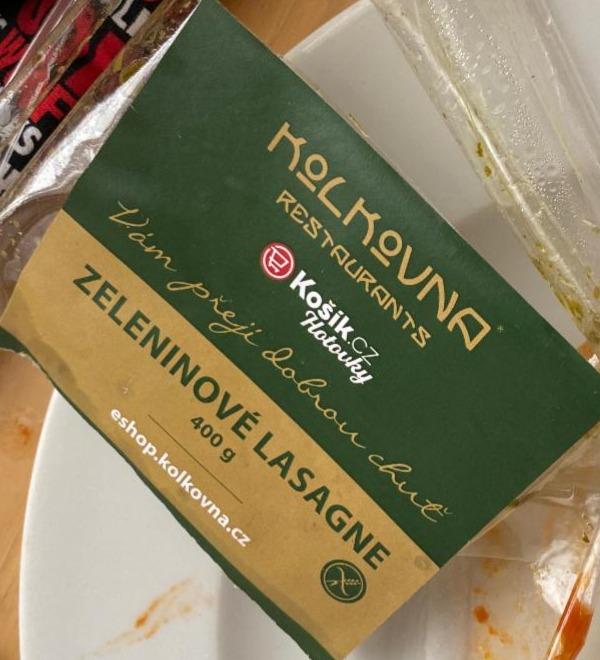 KOLKOVNA
RESTAURANTS
Košík.CZ
Hotovky
Vám přejí dobrou chuť
ZELENINOVÉ LASAGNE
400 g
eshop.kolkovna.cz